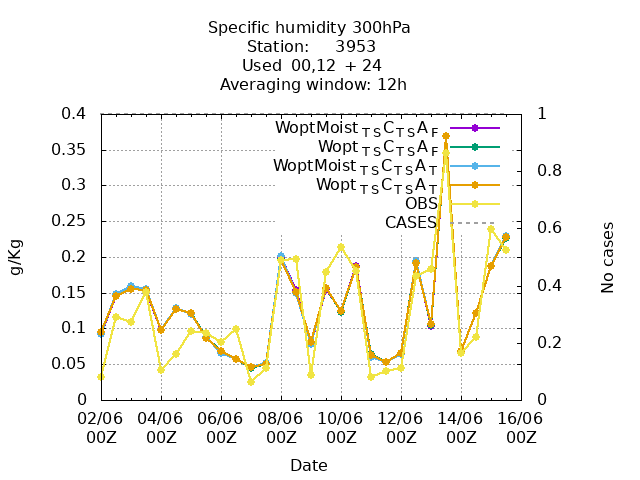 Specific humidity 300hPa
Station: 3953
Used 00,12 + 24
Averaging window: 12h
g/Kg
0.4
0.35
0.3
0.25
0.2
0.15
0.1
0.05
0
1
0.8
0.6
0.4
0.2
0
No cases
WoptMoist TS C TS A F
Wopt TS C TS A F
WoptMoist TS C TS A T
Wopt TS C TS A T
OBS
CASES
02/06 04/06 06/06 08/06 10/06 12/06 14/06 16/06
00Z 00Z 00Z 00Z 00Z 00Z 00Z 00Z
Date